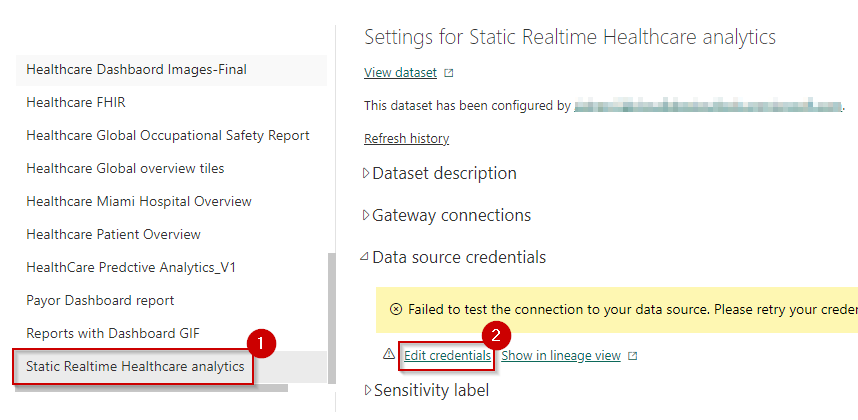 Settings for Static Realtime Healthcare analytics
Healthcare Dashbaord Images-Final
Healthcare FHIR
Healthcare Global Occupational Safety Report
Healthcare Global overview tiles
Healthcare Miami Hospital Overview
Healthcare Patient Overview
HealthCare Predctive Analytics_V1
Payor Dashboard report
Reports with Dashboard GIF
1
Static Realtime Healthcare analytics
View dataset
This dataset has been configured by
Refresh history
Dataset description
Gateway connections
Data source credentials
Failed to test the connection to your data source. Please retry your
2
Edit credentials Show in lineage view
Sensitivity label